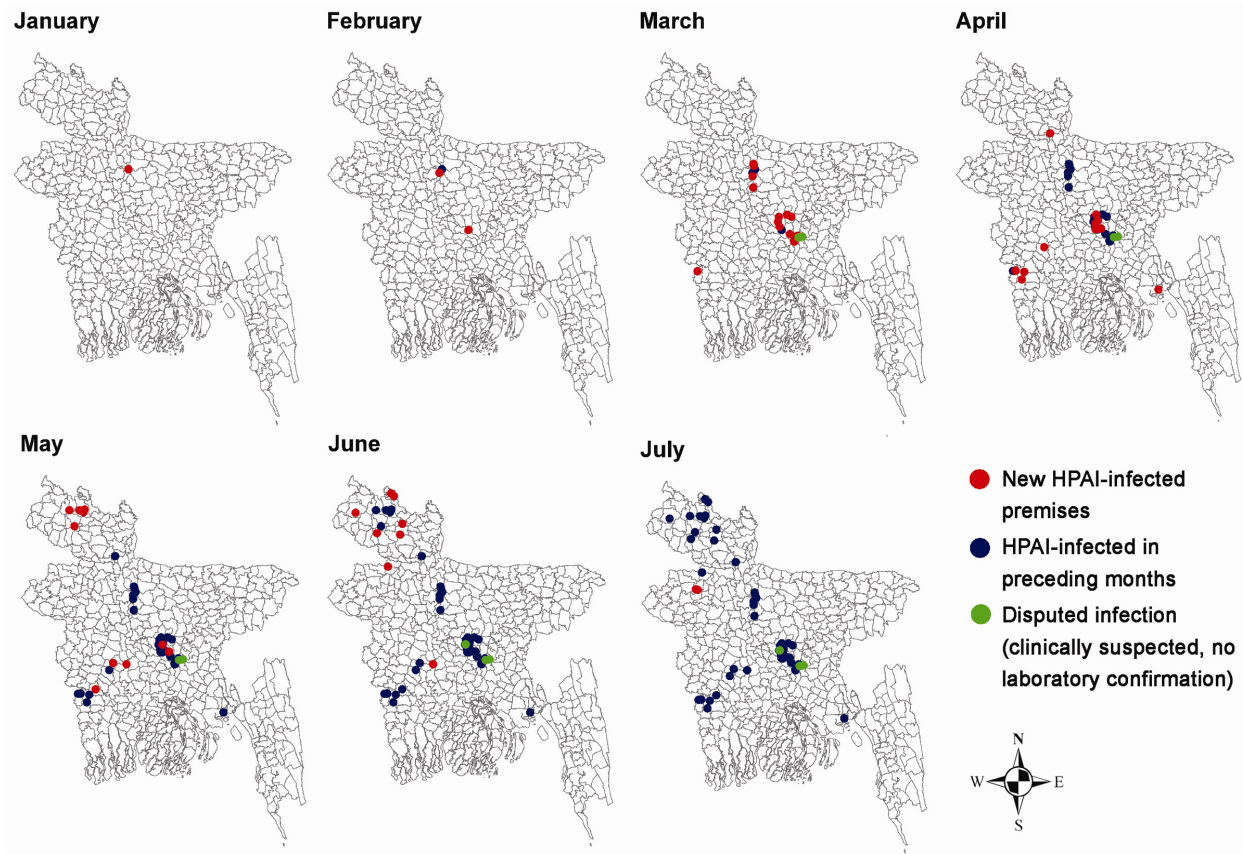 January
February
March
April
May
June
July
New HPAI-infected
premises
HPAI-infected in
preceding months
Disputed infection
(clinically suspected, no
laboratory confirmation)
N
W E
S